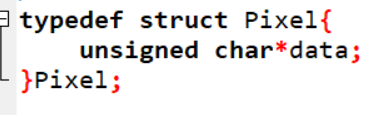 typedef struct Pixel{
    unsigned char*data;
}Pixel;